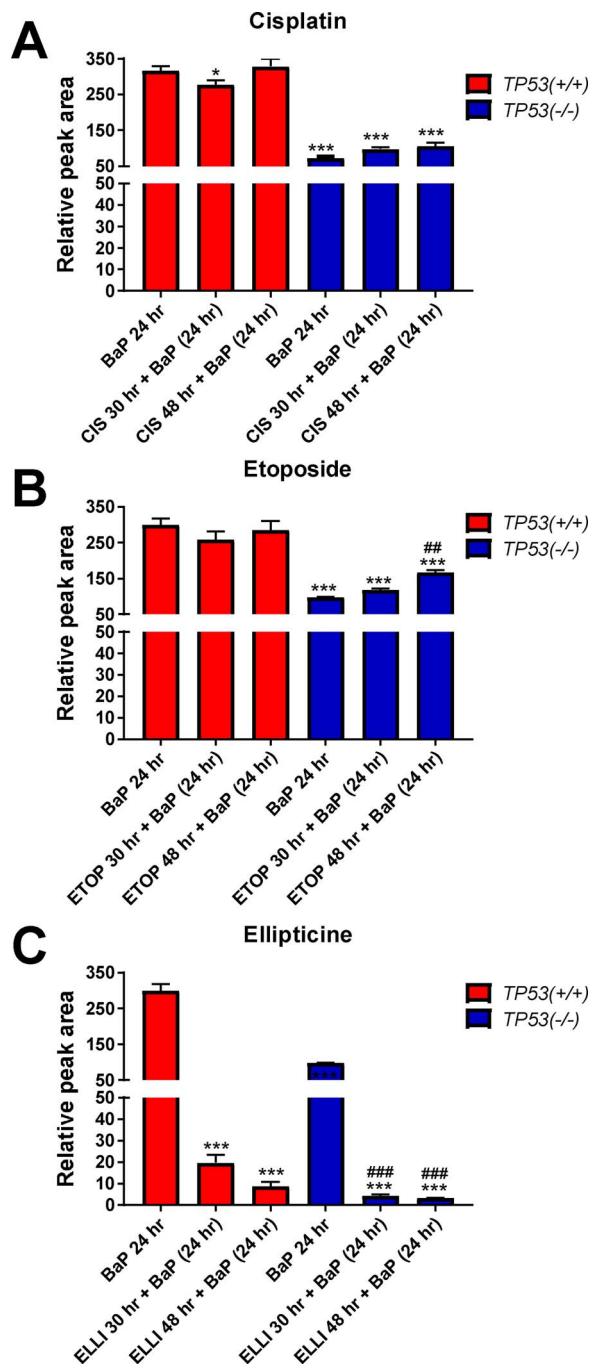 A
Cisplatin
Relative peak area
350
250
150
50
50
40
30
20
10
0
*
***
***
***
TP53(+/+)
TP53(-/-)
BaP 24 hr
CIS 30 hr + BaP (24 hr)
CIS 48 hr + BaP (24 hr)
BaP 24 hr
CIS 30 hr + BaP (24 hr)
CIS 48 hr + BaP (24 hr)
B
Etoposide
Relative peak area
350
250
150
50
50
40
30
20
10
0
***
***
##
***
TP53(+/+)
TP53(-/-)
BaP 24 hr
ETOP 30 hr + BaP (24 hr)
ETOP 48 hr + BaP (24 hr)
BaP 24 hr
ETOP 30 hr + BaP (24 hr)
ETOP 48 hr + BaP (24 hr)
C
Ellipticine
Relative peak area
350
250
150
50
50
40
30
20
10
0
***
***
***
###
***
###
***
TP53(+/+)
TP53(-/-)
BaP 24 hr
ELLI 30 hr + BaP (24 hr)
ELLI 48 hr + BaP (24 hr)
BaP 24 hr
ELLI 30 hr + BaP (24 hr)
ELLI 48 hr + BaP (24 hr)